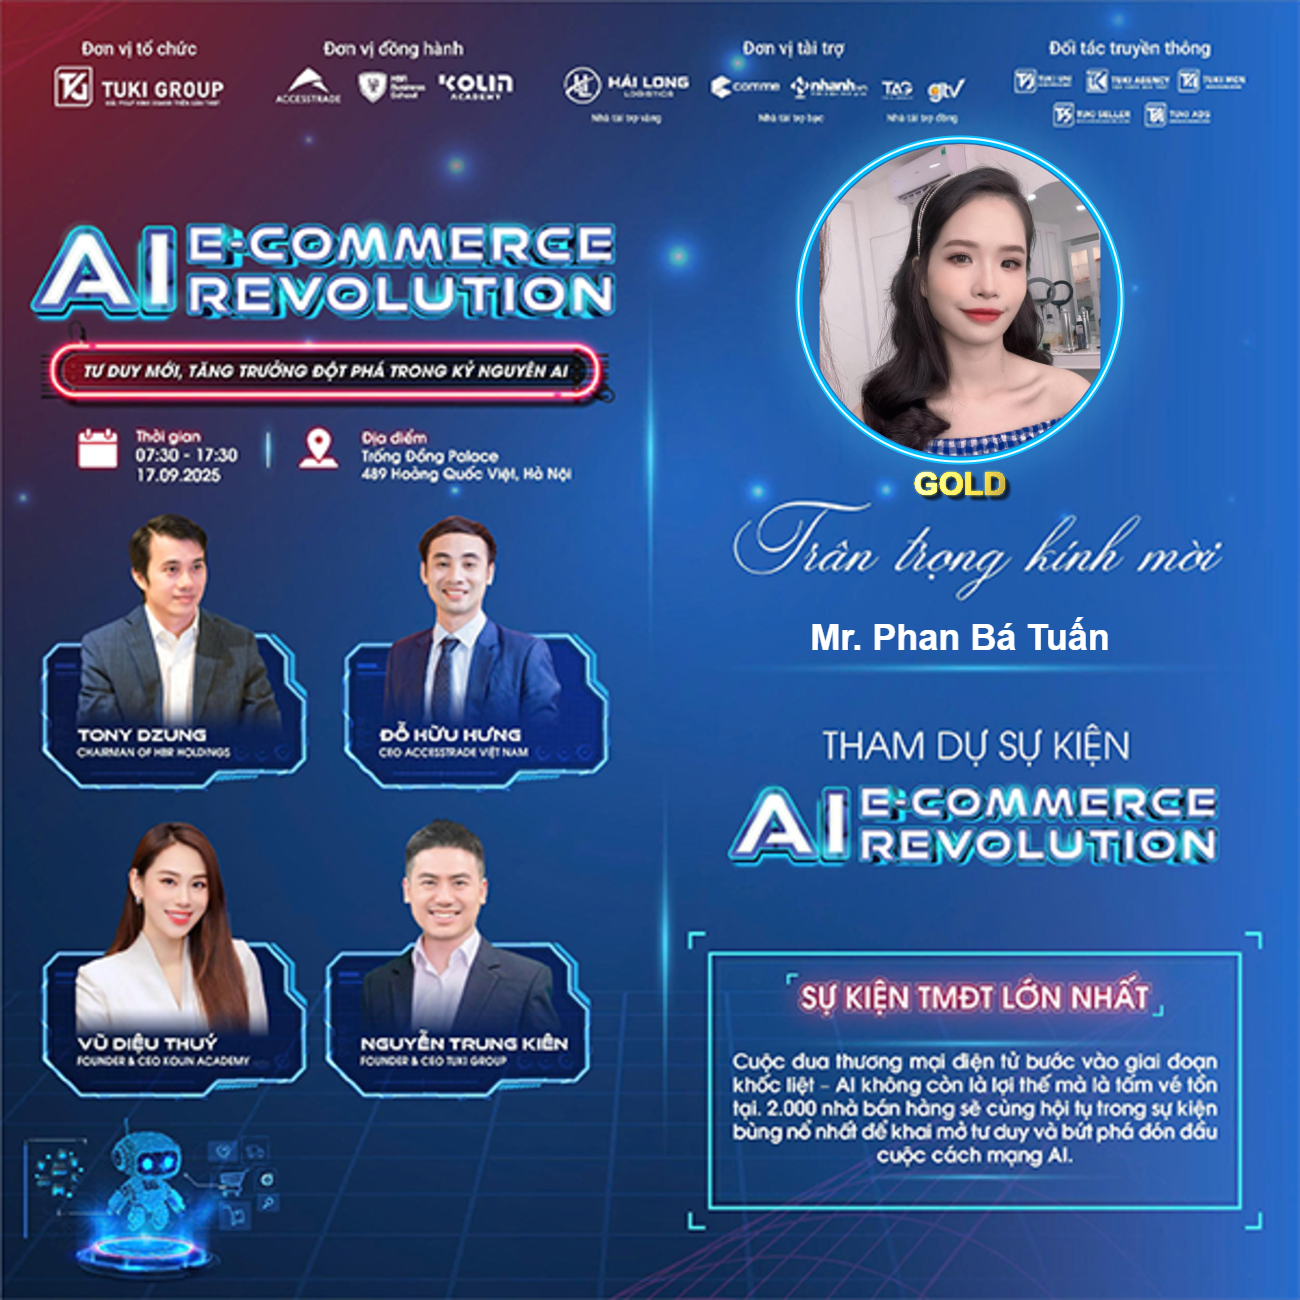 Đơn vị tổ chức
TUKI GROUP
Đơn vị đồng hành
ACCESSTRADE
HBR Business School
KOLIN
ACADEMY
Đơn vị tài trợ
HẢI LONG
LOGISTICS
Nhà tài trợ vàng
comme
nhanh.vn
Nhà tài trợ bạc
TAG
gtv
Nhà tài trợ đồng
Đối tác truyền thông
TUKI UNI
TUKI AGENCY
TUKI MCN
TUKI SELLER
TUKI ADS
AI E-COMMERCE
REVOLUTION
TƯ DUY MỚI, TĂNG TRƯỞNG ĐỘT PHÁ TRONG KỶ NGUYÊN AI
Thời gian
07:30 - 17:30
17.09.2025
Địa điểm
Trống Đồng Palace
489 Hoàng Quốc Việt, Hà Nội
TONY DZUNG
CHAIRMAN OF HBR HOLDINGS
ĐỖ HỮU HƯNG
CEO ACCESSTRADE VIỆT NAM
VŨ DIỆU THUÝ
FOUNDER & CEO KOLIN ACADEMY
NGUYỄN TRUNG KIÊN
FOUNDER & CEO TUKI GROUP
GOLD
Trân trọng kính mời
Mr. Phan Bá Tuấn
THAM DỰ SỰ KIỆN
AI E-COMMERCE
REVOLUTION
SỰ KIỆN TMĐT LỚN NHẤT
Cuộc đua thương mại điện tử bước vào giai đoạn
khốc liệt – AI không còn là lợi thế mà là tấm vé tồn
tại. 2.000 nhà bán hàng sẽ cùng hội tụ trong sự kiện
bùng nổ nhất để khai mở tư duy và bứt phá đón đầu
cuộc cách mạng AI.